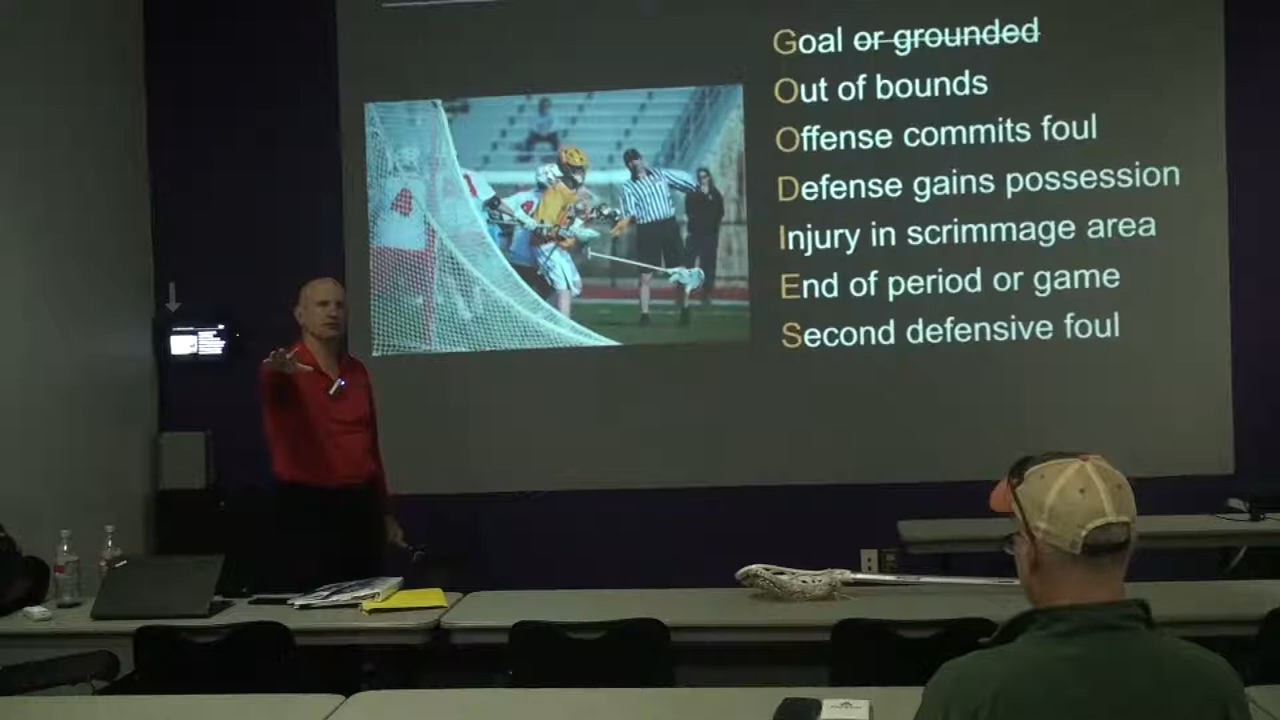 Goal or grounded
Out of bounds
Offense commits foul
Defense gains possession
Injury in scrimmage area
End of period or game
Second defensive foul
4